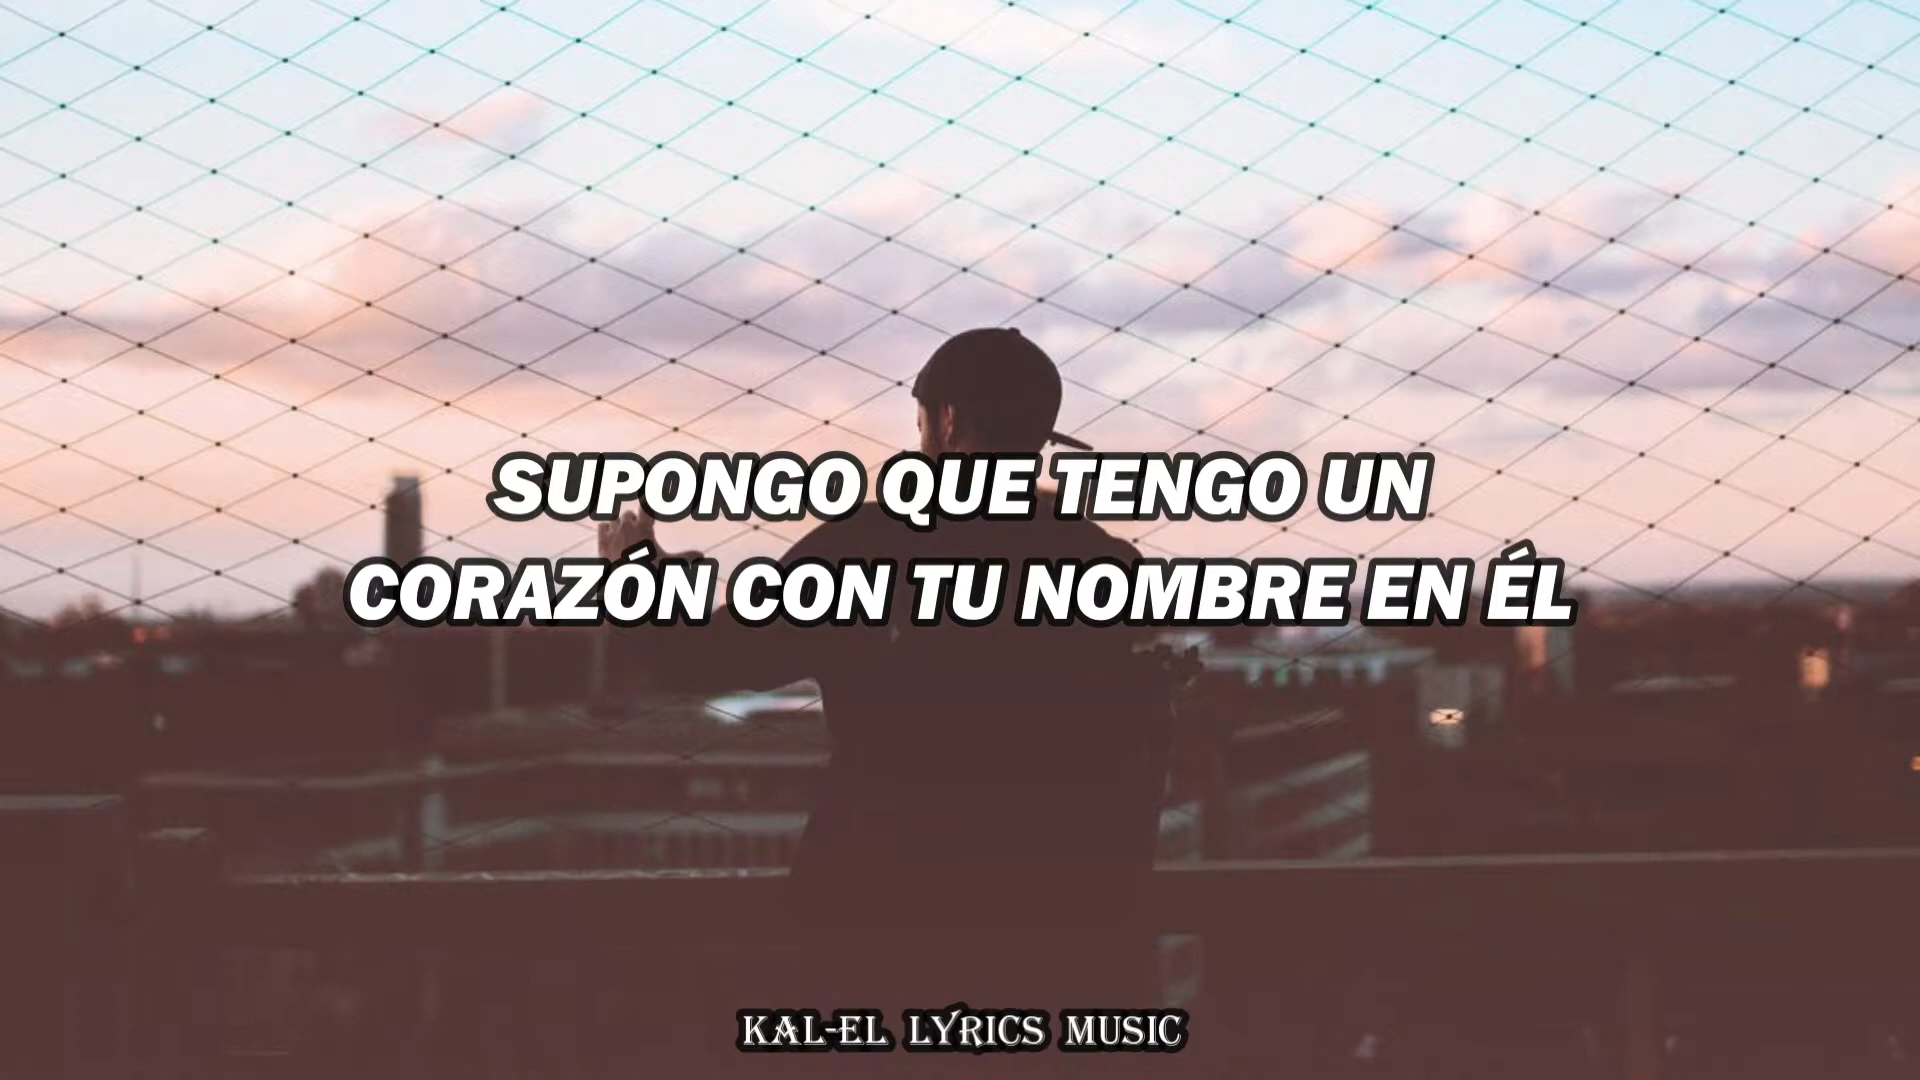 SUPONGO QUE TENGO UN
CORAZÓN CON TU NOMBRE EN ÉL
KAL-EL LYRICS MUSIC